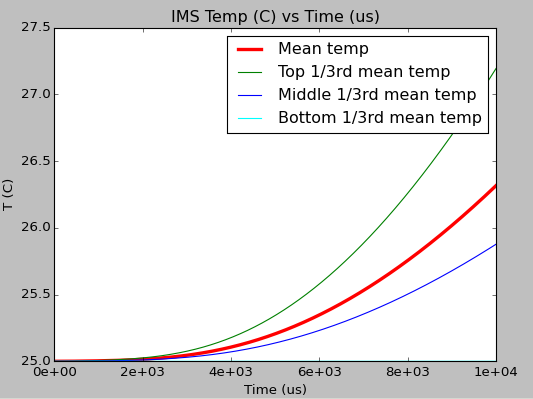 IMS Temp (C) vs Time (us)
27.5
27.0
26.5
26.0
25.5
25.0
T (C)
Mean temp
Top 1/3rd mean temp
Middle 1/3rd mean temp
Bottom 1/3rd mean temp
0e+00 2e+03 4e+03 6e+03 8e+03 1e+04
Time (us)